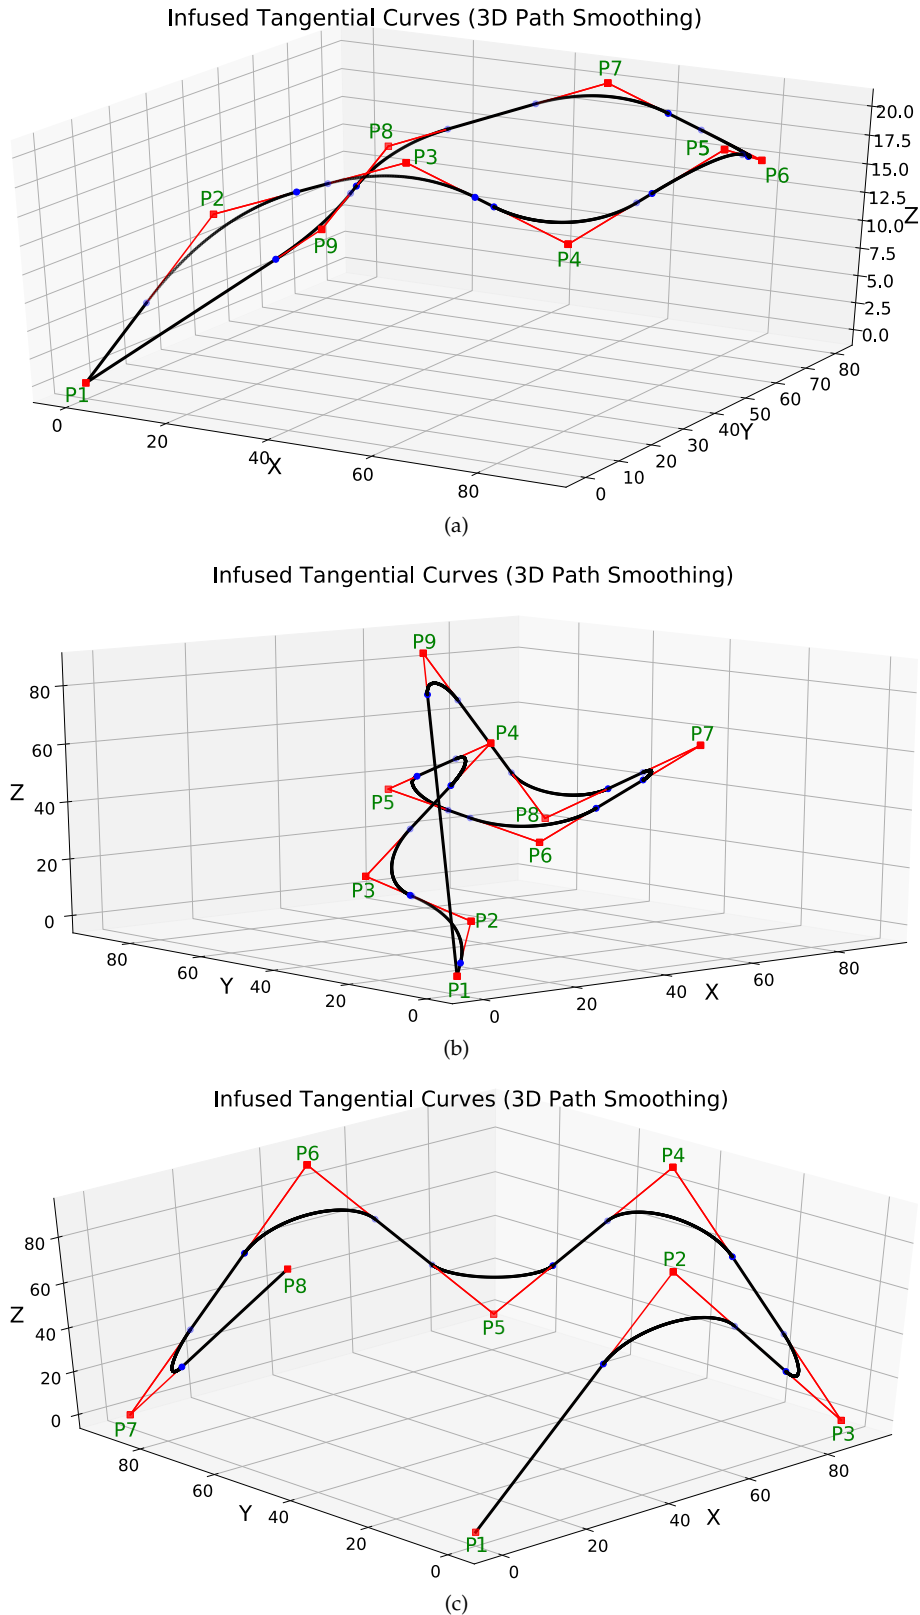 Infused Tangential Curves (3D Path Smoothing)
P7
P8
P3
P5
P6
P2
P9
P4
P1
20.0
17.5
15.0
12.5
10.0
7.5
5.0
2.5
0.0
Z
0
20
40
60
80
X
0
10
20
30
40
50
60
70
80
Y
(a)
Infused Tangential Curves (3D Path Smoothing)
P9
P4
P7
P5
P8
P6
P3
P2
P1
80
60
40
20
0
Z
80
60
40
20
0
Y
0
20
40
60
80
X
(b)
Infused Tangential Curves (3D Path Smoothing)
P6
P4
P2
P8
P5
P7
P3
P1
80
60
40
20
0
Z
80
60
40
20
0
Y
0
20
40
60
80
X
(c)